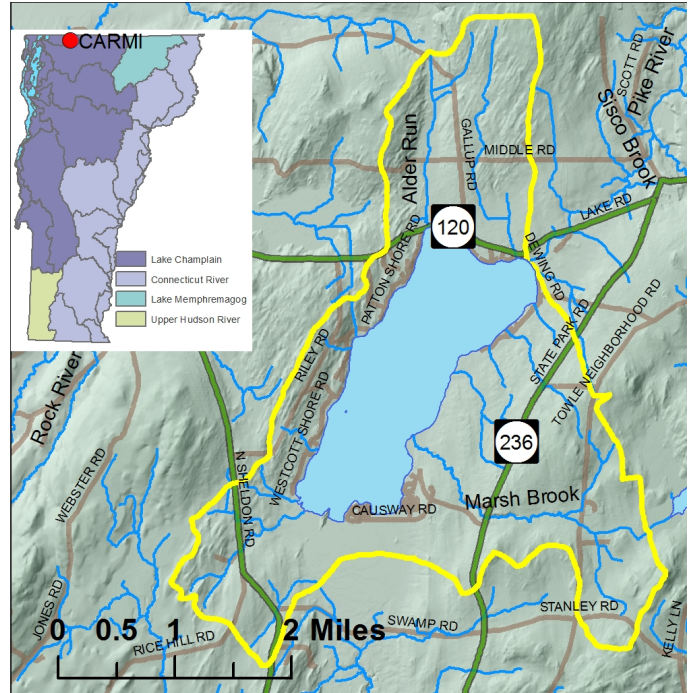 CARMI
Lake Champlain
Connecticut River
Lake Memphremagog
Upper Hudson River
SCOTT RD
Pike River
Sisco Brook
GALLUP RD
MIDDLE RD
Alder Run
LAKE RD
120
PATTON SHORE RD
DEWING RD
STATE PARK RD
TOWLE NEIGHBORHOOD RD
RILEY RD
Rock River
WESTCOTT SHORE RD
236
N SHELDON RD
WEBSTER RD
Marsh Brook
CAUSWAY RD
JONES RD
STANLEY RD
SWAMP RD
KELLY LN
RICE HILL RD
0 0.5 1 2 Miles